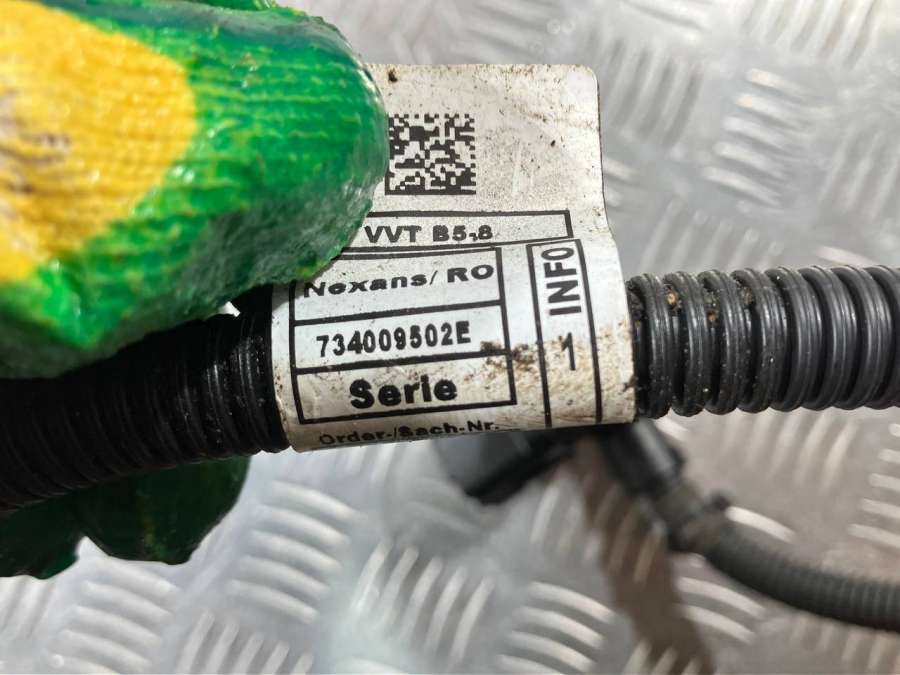 VVT B5,8
Nexans/ RO
734009502E
Serie
Order-/Sach-Nr.
INFO
1